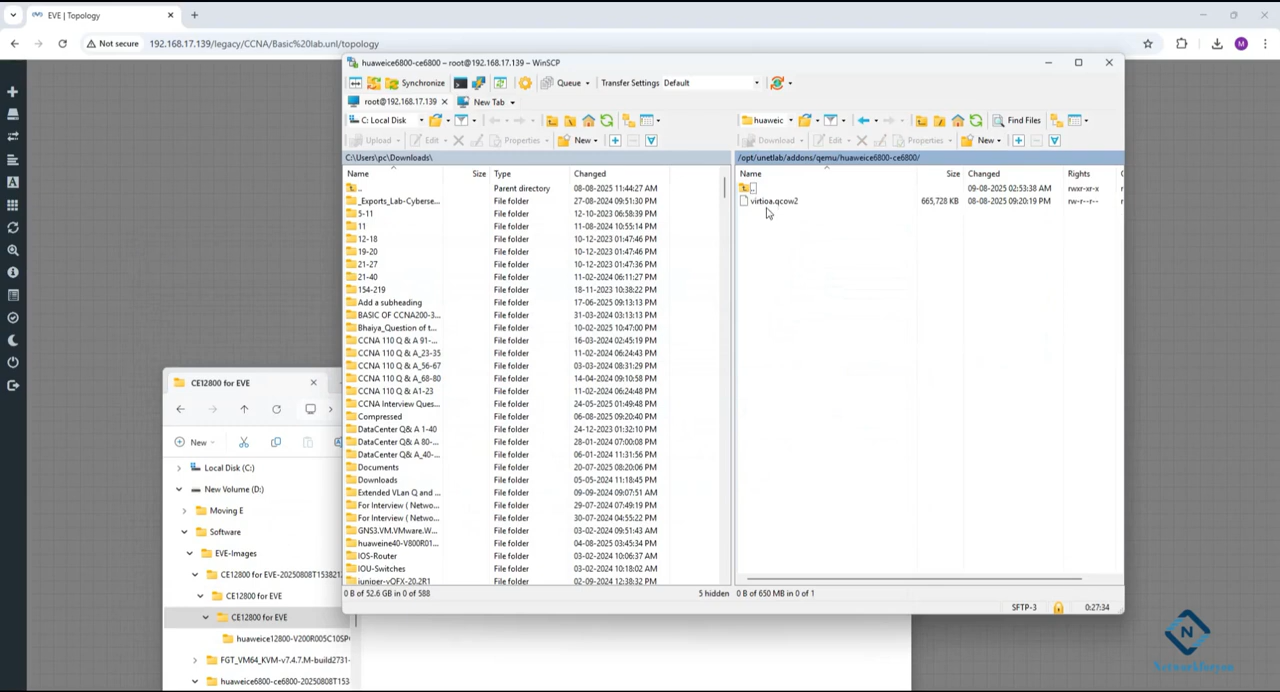 EVE | Topology
Not secure
192.168.17.139/legacy/CCNA/Basic%20lab.unl/topology
M
huaweice6800-ce6800 – root@192.168.17.139 – WinSCP
Synchronize
Queue
Transfer Settings Default
root@192.168.17.139
New Tab
C: Local Disk
huaweic
Find Files
Upload
Edit
Properties
New
Download
Edit
Properties
New
C:\Users\pc\Downloads\
/opt/unetlab/addons/qemu/huaweice6800-ce6800/
Name Size Type Changed
Name Size Changed Rights
.. Parent directory 08-08-2025 11:44:27 AM
.. 09-08-2025 02:53:38 AM rwxr-xr-x
_Exports_Lab-Cyberse... File folder 27-08-2024 09:51:30 PM
virtioa.qcow2 665,728 KB 08-08-2025 09:20:19 PM rw-r--r--
5-11 File folder 12-10-2023 06:58:39 PM
11 File folder 11-08-2024 10:55:14 PM
12-18 File folder 10-12-2023 01:47:46 PM
19-20 File folder 10-12-2023 01:47:46 PM
21-27 File folder 10-12-2023 01:47:36 PM
21-40 File folder 11-02-2024 06:11:27 PM
154-219 File folder 18-11-2023 10:38:22 PM
Add a subheading File folder 17-06-2025 09:13:13 PM
BASIC OF CCNA200-3... File folder 31-03-2024 03:13:13 PM
Bhaiya_Question of t... File folder 10-02-2025 10:47:00 PM
CCNA 110 Q & A 91-... File folder 16-03-2024 02:45:19 PM
CCNA 110 Q & A_23-35 File folder 11-02-2024 06:24:43 PM
CCNA 110 Q & A_56-67 File folder 03-03-2024 08:31:29 PM
CCNA 110 Q & A_68-80 File folder 14-04-2024 09:10:58 PM
CCNA 110 Q & A1-23 File folder 11-02-2024 06:24:48 PM
CCNA Interview Ques... File folder 24-05-2024 01:49:48 PM
Compressed File folder 06-08-2025 09:20:40 PM
DataCenter Q& A 1-40 File folder 24-12-2023 01:32:10 PM
DataCenter Q& A 80-... File folder 28-01-2024 07:00:08 PM
DataCenter Q& A_40-... File folder 06-01-2024 11:31:56 PM
Documents File folder 20-07-2025 08:20:06 PM
Downloads File folder 05-05-2024 11:18:45 PM
Extended VLan Q and ... File folder 09-09-2024 09:07:51 AM
For Interview ( Netwo... File folder 29-07-2024 07:49:19 PM
For Interview ( Netwo... File folder 30-07-2024 04:55:22 PM
GNS3.VM.VMware.W... File folder 03-02-2024 09:51:43 AM
huaweine40-V800R01... File folder 04-08-2025 03:45:34 PM
IOS-Router File folder 03-02-2024 10:06:37 AM
IOU-Switches File folder 03-02-2024 10:18:02 AM
juniper-vQFX-20.2R1 File folder 02-09-2024 12:38:32 PM
0 B of 52.6 GB in 0 of 588
5 hidden
0 B of 650 MB in 0 of 1
SFTP-3
0:27:34
CE12800 for EVE
New
Local Disk (C:)
New Volume (D:)
Moving E
Software
EVE-Images
CE12800 for EVE-20250808T153821
CE12800 for EVE
CE12800 for EVE
huaweice12800-V200R005C10SP
FGT_VM64_KVM-v7.4.7.M-build2731-
huaweice6800-ce6800-20250808T153
N
Networkforyou